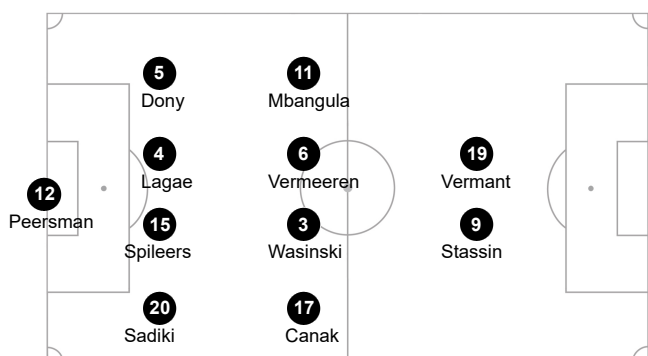 5
Dony
11
Mbangula
4
Lagae
6
Vermeeren
19
Vermant
12
Peersman
15
Spileers
3
Wasinski
9
Stassin
20
Sadiki
17
Canak